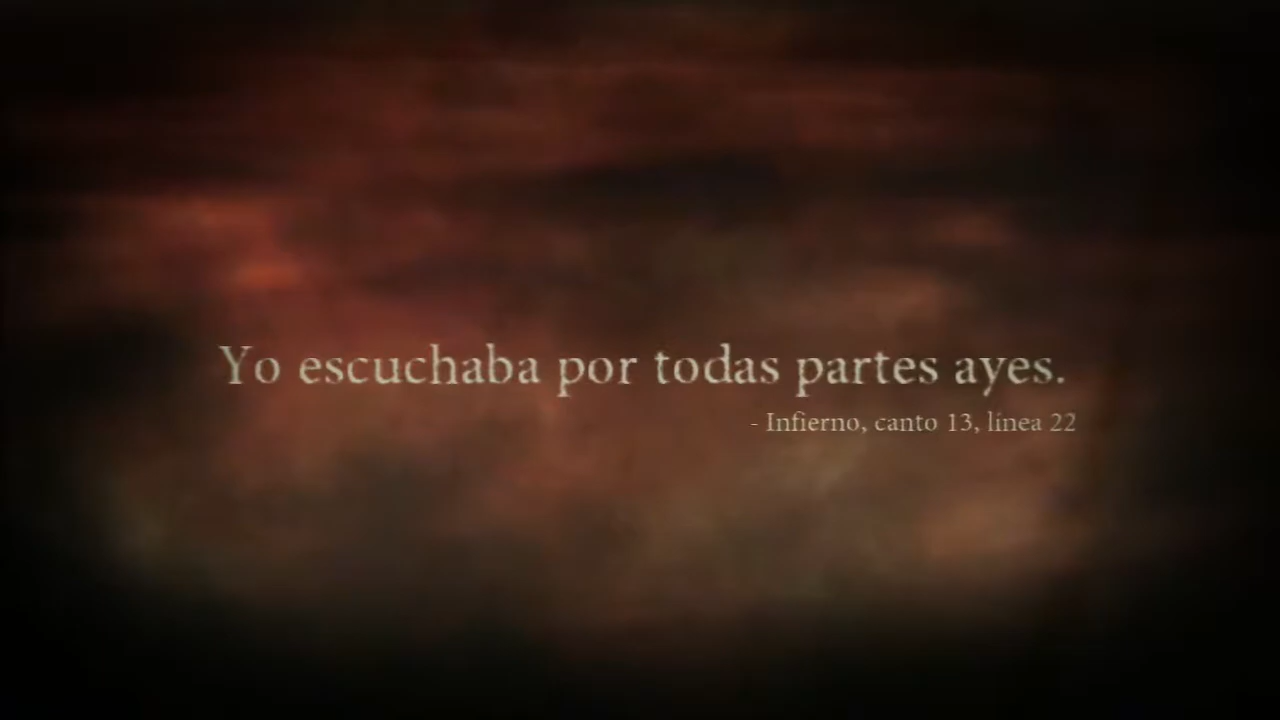 Yo escuchaba por todas partes ayes.
- Infierno, canto 13, línea 22